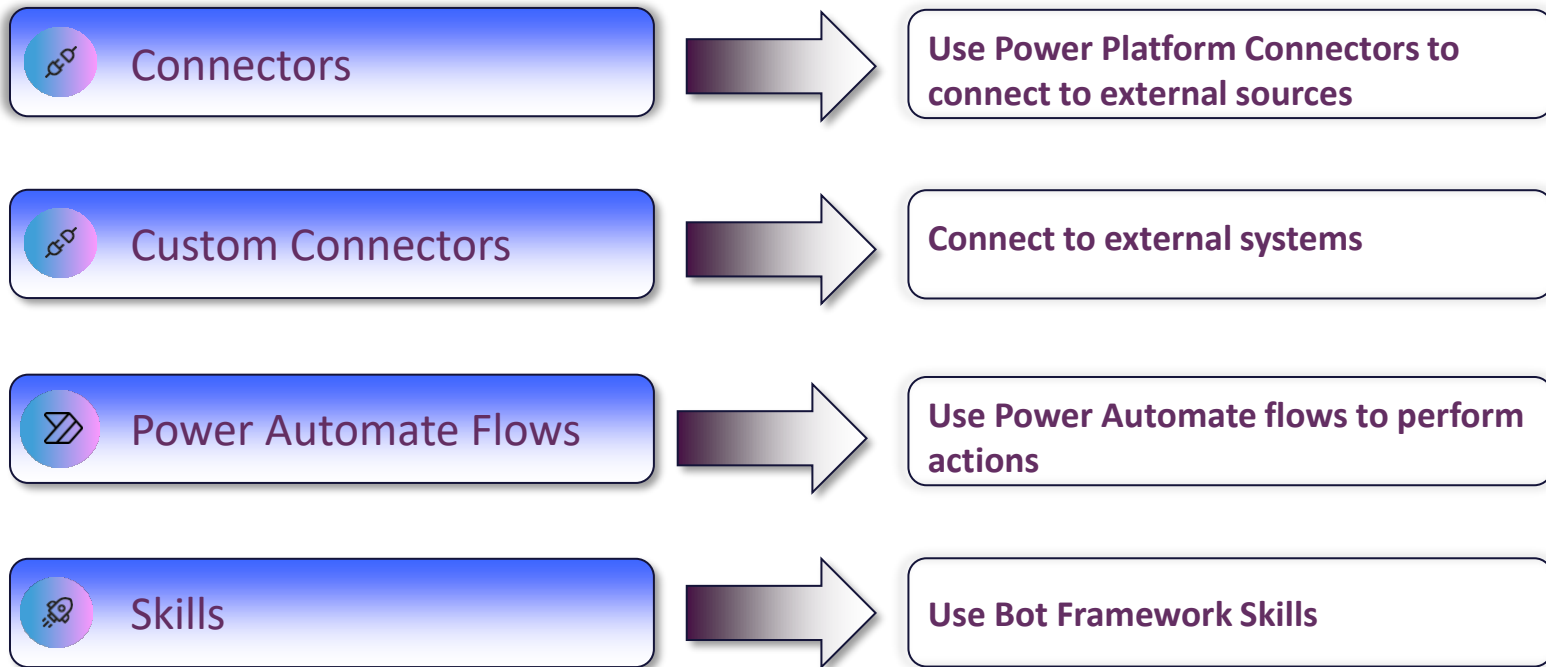 Connectors
Use Power Platform Connectors to
connect to external sources
Custom Connectors
Connect to external systems
Power Automate Flows
Use Power Automate flows to perform
actions
Skills
Use Bot Framework Skills